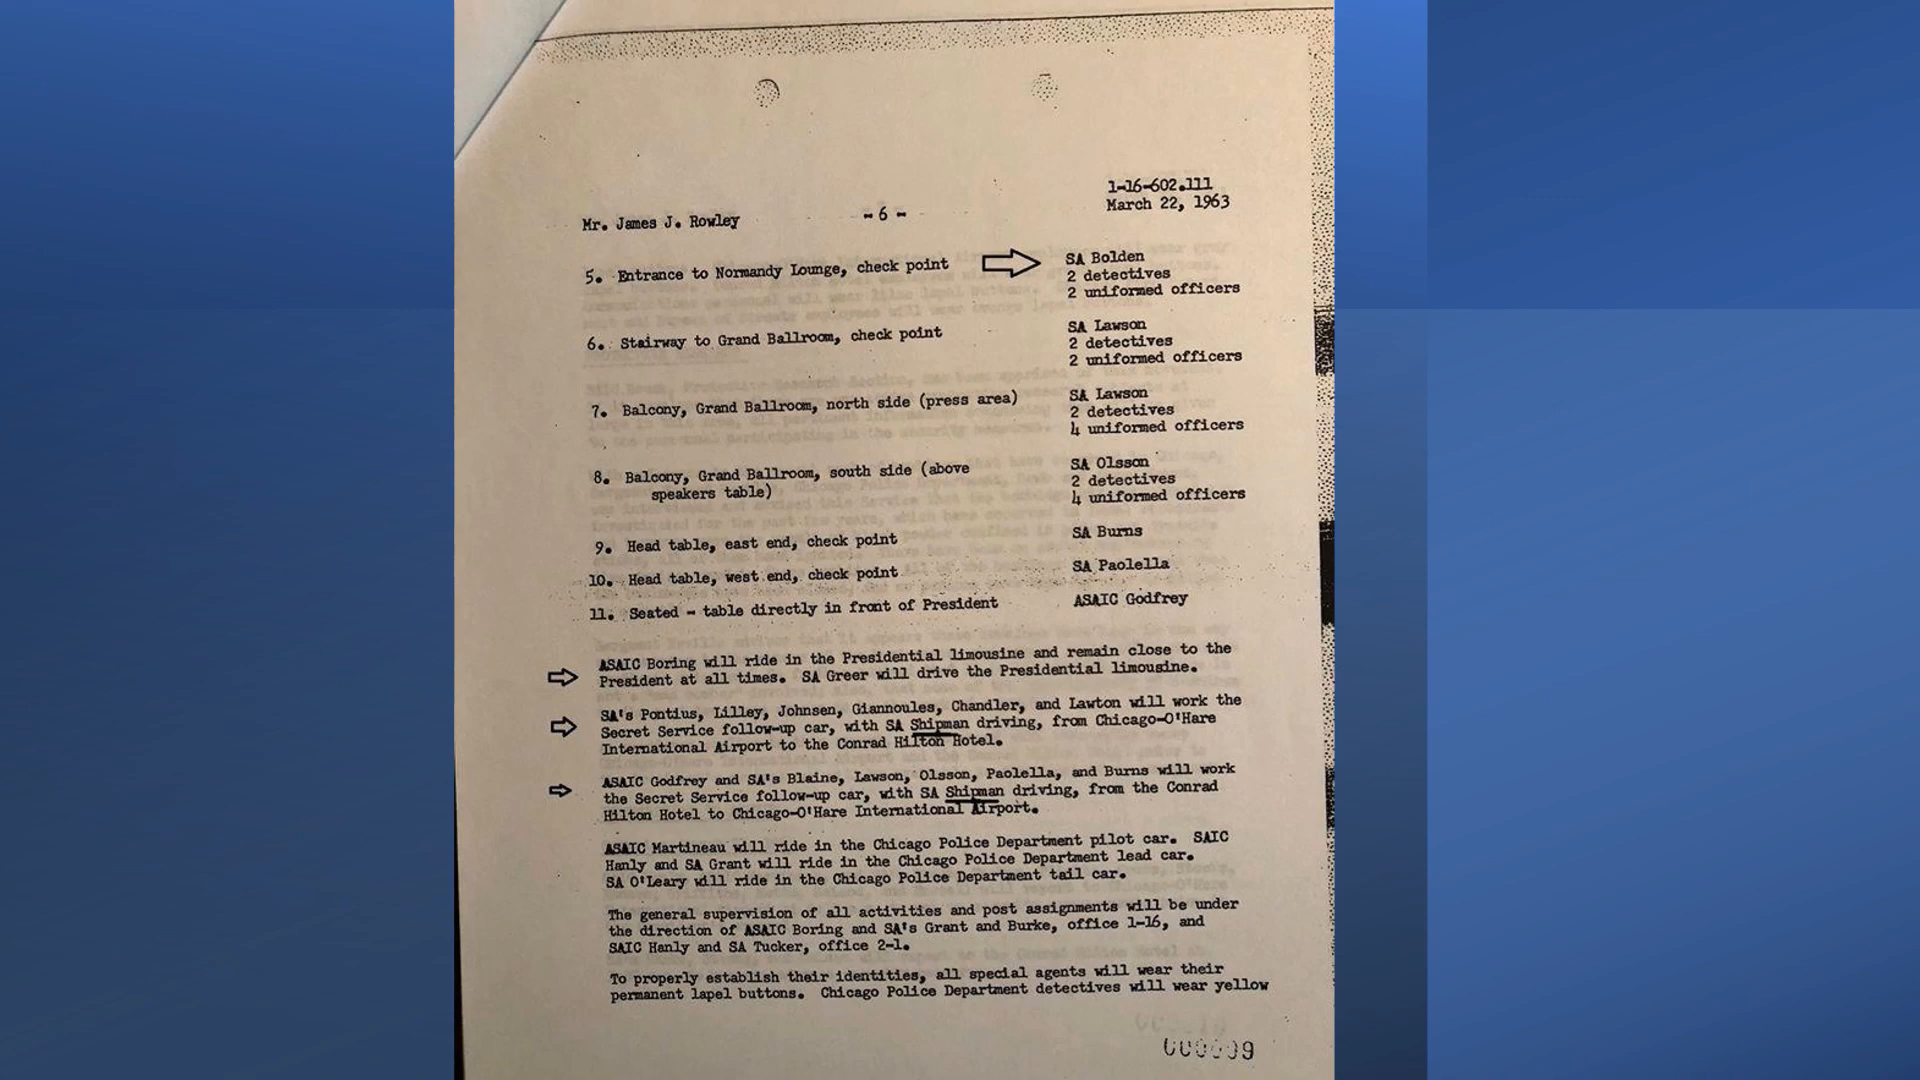 1-16-602.111
March 22, 1963
Mr. James J. Rowley
- 6 -
5. Entrance to Normandy Lounge, check point
SA Bolden
2 detectives
2 uniformed officers
6. Stairway to Grand Ballroom, check point
SA Lawson
2 detectives
2 uniformed officers
7. Balcony, Grand Ballroom, north side (press area)
SA Lawson
2 detectives
4 uniformed officers
8. Balcony, Grand Ballroom, south side (above
speakers table)
SA Olsson
2 detectives
4 uniformed officers
9. Head table, east end, check point
SA Burns
10. Head table, west end, check point
SA Paolella
11. Seated - table directly in front of President
ASAIC Godfrey
ASAIC Boring will ride in the Presidential limousine and remain close to the
President at all times. SA Greer will drive the Presidential limousine.
SA's Pontius, Lilley, Johnsen, Giannoules, Chandler, and Lawton will work the
Secret Service follow-up car, with SA Shipman driving, from Chicago-O'Hare
International Airport to the Conrad Hilton Hotel.
ASAIC Godfrey and SA's Blaine, Lawson, Olsson, Paolella, and Burns will work
the Secret Service follow-up car, with SA Shipman driving, from the Conrad
Hilton Hotel to Chicago-O'Hare International Airport.
ASAIC Martineau will ride in the Chicago Police Department pilot car. SAIC
Hanly and SA Grant will ride in the Chicago Police Department lead car.
SA O'Leary will ride in the Chicago Police Department tail car.
The general supervision of all activities and post assignments will be under
the direction of ASAIC Boring and SA's Grant and Burke, office 1-16, and
SAIC Hanly and SA Tucker, office 2-1.
To properly establish their identities, all special agents will wear their
permanent lapel buttons. Chicago Police Department detectives will wear yellow